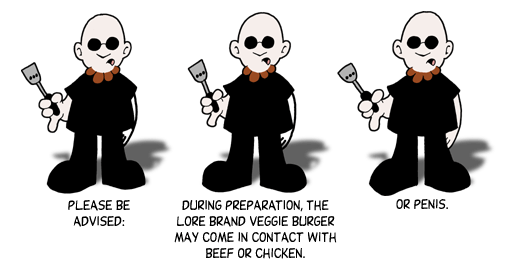 PLEASE BE
ADVISED:
DURING PREPARATION, THE
LORE BRAND VEGGIE BURGER
MAY COME IN CONTACT WITH
BEEF OR CHICKEN.
OR PENIS.